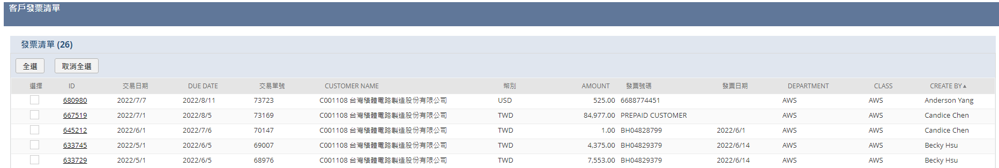 客戶發票清單
發票清單 (26)
全選 取消全選
選擇 ID 交易日期 DUE DATE 交易單號 CUSTOMER NAME 幣別 AMOUNT 發票號碼 發票日期 DEPARTMENT CLASS CREATE BY▲
680980 2022/7/7 2022/8/11 73723 C001108 台灣積體電路製造股份有限公司 USD 525.00 6688774451 AWS AWS Anderson Yang
667519 2022/7/1 2022/8/5 73169 C001108 台灣積體電路製造股份有限公司 TWD 84,977.00 PREPAID CUSTOMER AWS AWS Candice Chen
645212 2022/6/1 2022/7/6 70147 C001108 台灣積體電路製造股份有限公司 TWD 1.00 BH04828799 2022/6/1 AWS AWS Candice Chen
633745 2022/5/1 2022/6/5 69007 C001108 台灣積體電路製造股份有限公司 TWD 4,375.00 BH04829379 2022/6/14 AWS AWS Becky Hsu
633729 2022/5/1 2022/6/5 68976 C001108 台灣積體電路製造股份有限公司 TWD 7,553.00 BH04829379 2022/6/14 AWS AWS Becky Hsu